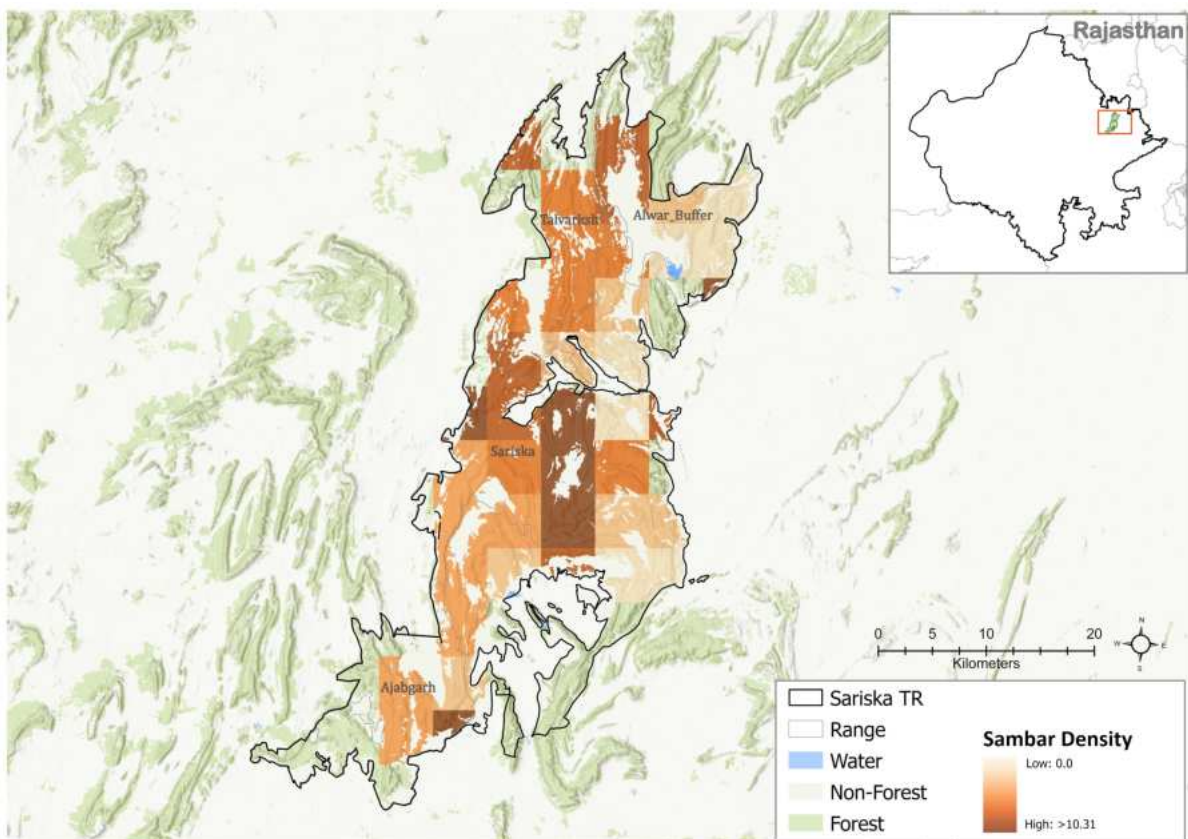 Rajasthan
Talvarksh
Alwar_Buffer
Sariska
Ajabgarh
N
W
E
S
0 5 10 20
Kilometers
Sariska TR
Range
Water
Non-Forest
Forest
Sambar Density
Low: 0.0
High: >10.31